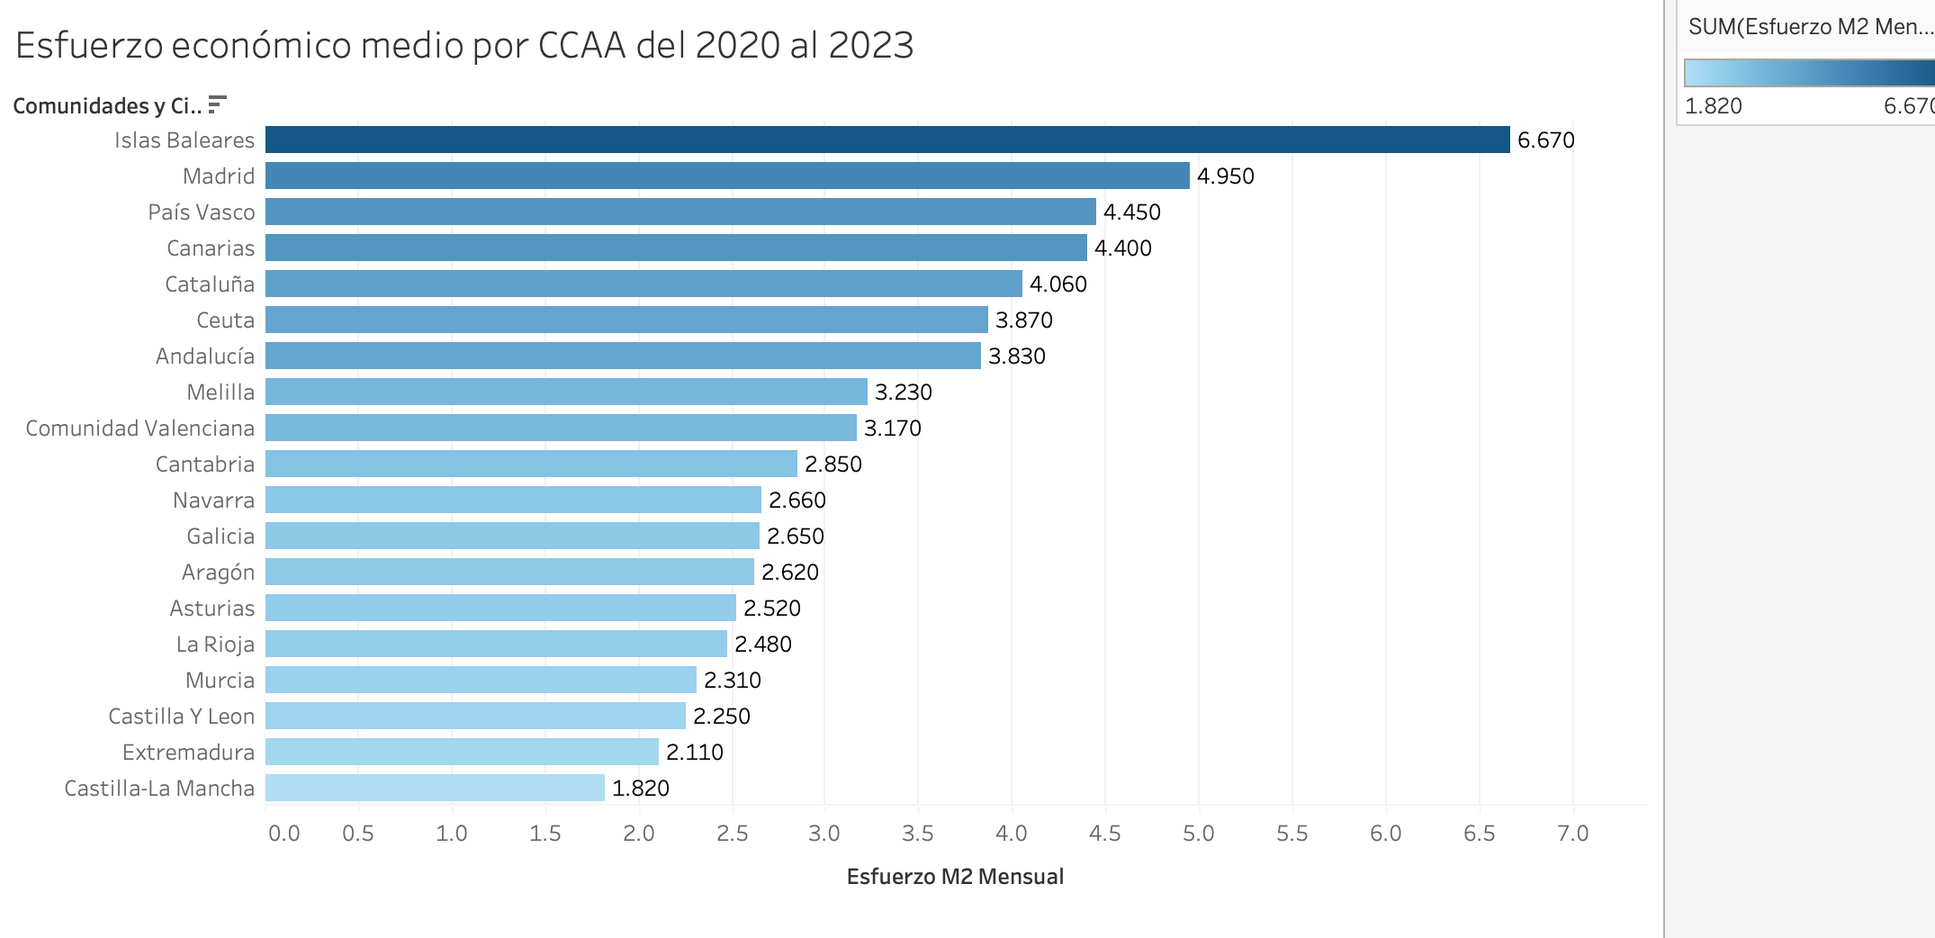 Esfuerzo económico medio por CCAA del 2020 al 2023
SUM(Esfuerzo M2 Men...
1.820 6.670
Comunidades y Ci..
Islas Baleares 6.670
Madrid 4.950
País Vasco 4.450
Canarias 4.400
Cataluña 4.060
Ceuta 3.870
Andalucía 3.830
Melilla 3.230
Comunidad Valenciana 3.170
Cantabria 2.850
Navarra 2.660
Galicia 2.650
Aragón 2.620
Asturias 2.520
La Rioja 2.480
Murcia 2.310
Castilla Y Leon 2.250
Extremadura 2.110
Castilla-La Mancha 1.820
0.0 0.5 1.0 1.5 2.0 2.5 3.0 3.5 4.0 4.5 5.0 5.5 6.0 6.5 7.0
Esfuerzo M2 Mensual